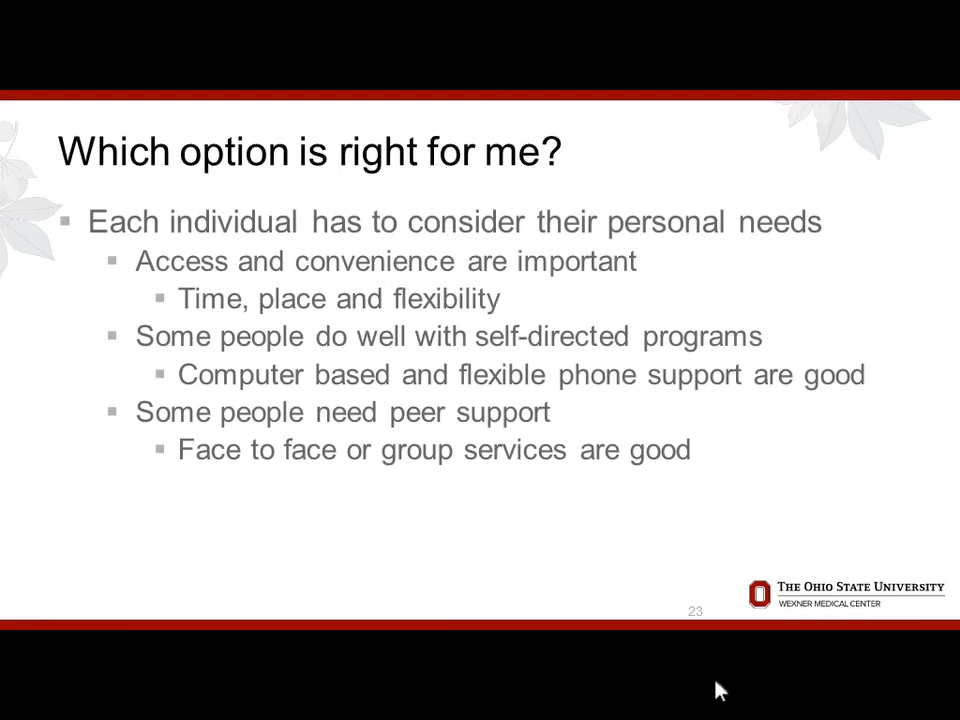 Which option is right for me?
Each individual has to consider their personal needs
Access and convenience are important
Time, place and flexibility
Some people do well with self-directed programs
Computer based and flexible phone support are good
Some people need peer support
Face to face or group services are good
THE OHIO STATE UNIVERSITY
WEXNER MEDICAL CENTER
23